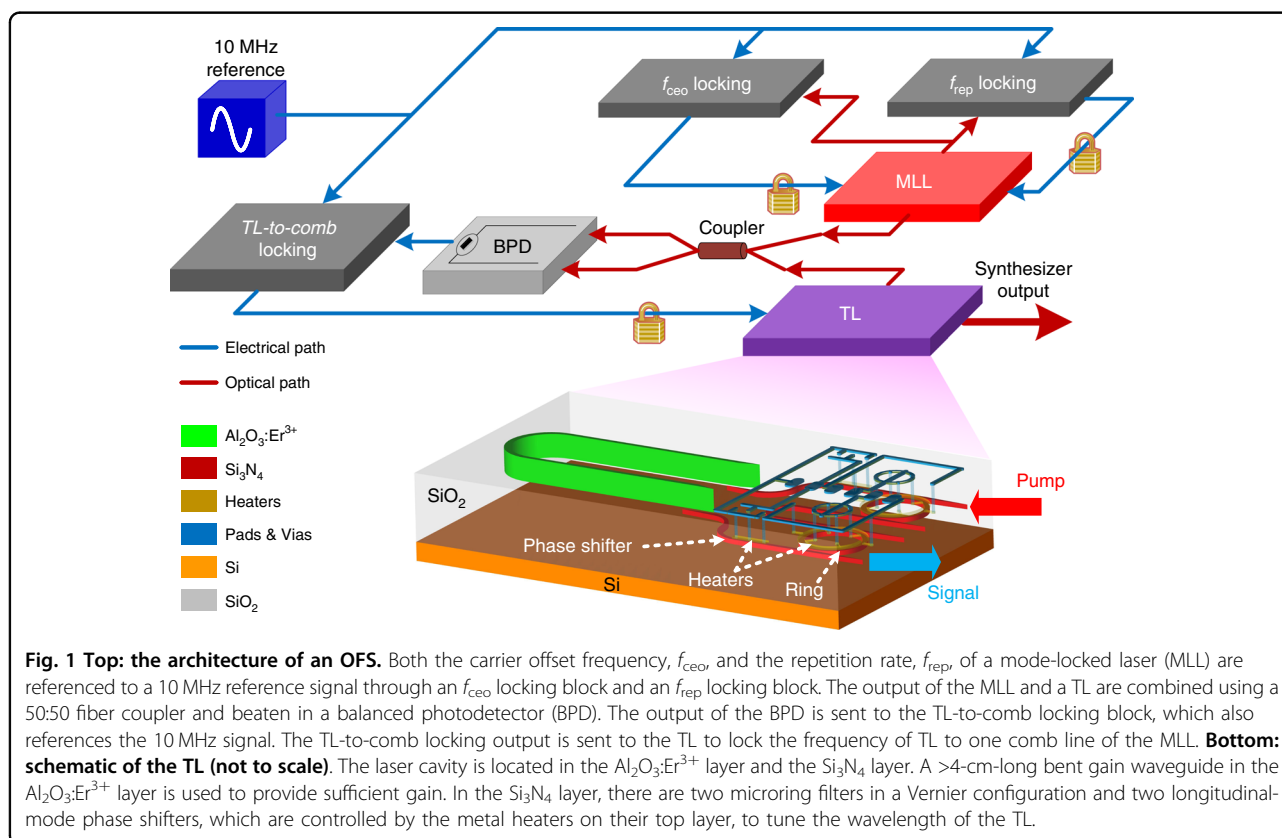 10 MHz
reference
f_ceo locking
f_rep locking
MLL
TL-to-comb
locking
BPD
Coupler
Synthesizer
output
TL
Electrical path
Optical path
Al₂O₃:Er³⁺
Si₃N₄
Heaters
Pads & Vias
Si
SiO₂
SiO₂
Pump
Phase shifter
Heaters
Ring
Si
Signal
Fig. 1 Top: the architecture of an OFS. Both the carrier offset frequency, f_ceo, and the repetition rate, f_rep, of a mode-locked laser (MLL) are
referenced to a 10 MHz reference signal through an f_ceo locking block and an f_rep locking block. The output of the MLL and a TL are combined using a
50:50 fiber coupler and beaten in a balanced photodetector (BPD). The output of the BPD is sent to the TL-to-comb locking block, which also
references the 10 MHz signal. The TL-to-comb locking output is sent to the TL to lock the frequency of TL to one comb line of the MLL. Bottom:
schematic of the TL (not to scale). The laser cavity is located in the Al₂O₃:Er³⁺ layer and the Si₃N₄ layer. A >4-cm-long bent gain waveguide in the
Al₂O₃:Er³⁺ layer is used to provide sufficient gain. In the Si₃N₄ layer, there are two microring filters in a Vernier configuration and two longitudinal-
mode phase shifters, which are controlled by the metal heaters on their top layer, to tune the wavelength of the TL.